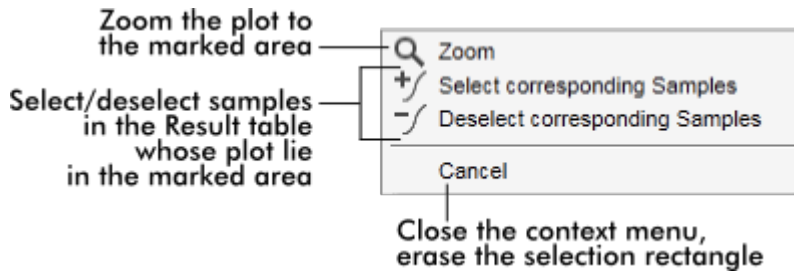 Zoom the plot to
the marked area
Zoom
Select corresponding Samples
Deselect corresponding Samples
Select/deselect samples
in the Result table
whose plot lie
in the marked area
Cancel
Close the context menu,
erase the selection rectangle